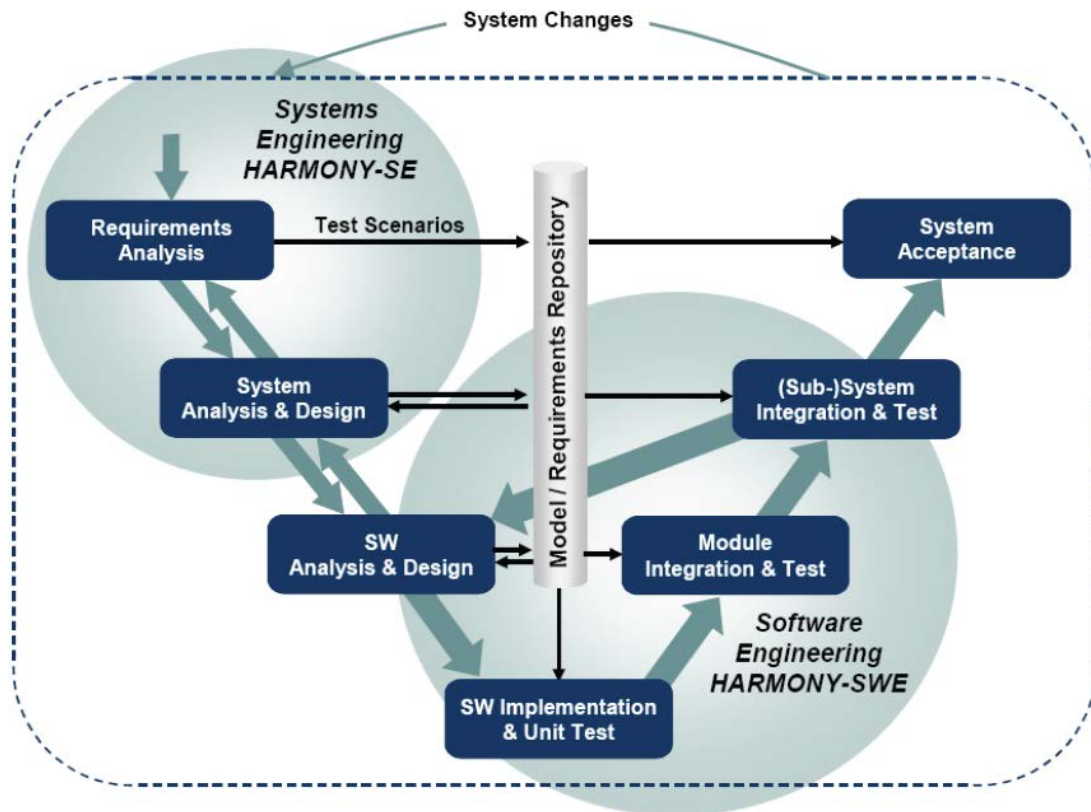 System Changes
Systems
Engineering
HARMONY-SE
Requirements
Analysis
Test Scenarios
Model / Requirements Repository
System
Acceptance
System
Analysis & Design
(Sub-)System
Integration & Test
SW
Analysis & Design
Module
Integration & Test
Software
Engineering
HARMONY-SWE
SW Implementation
& Unit Test